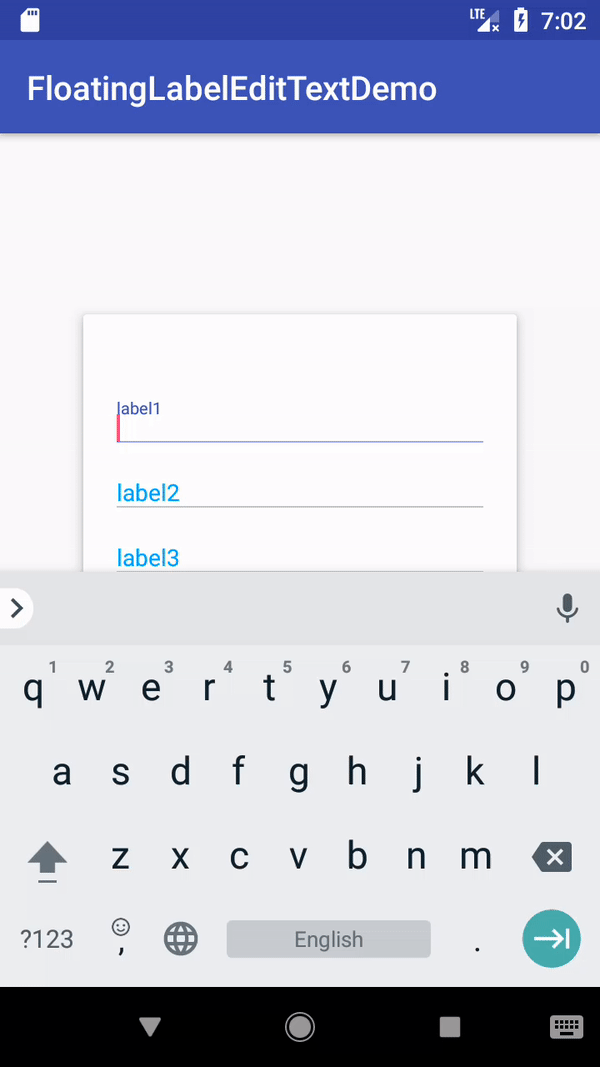 LTE 7:02
FloatingLabelEditTextDemo
label1
label2
label3
1 2 3 4 5 6 7 8 9 0
q w e r t y u i o p
a s d f g h j k l
z x c v b n m
?123 , English .